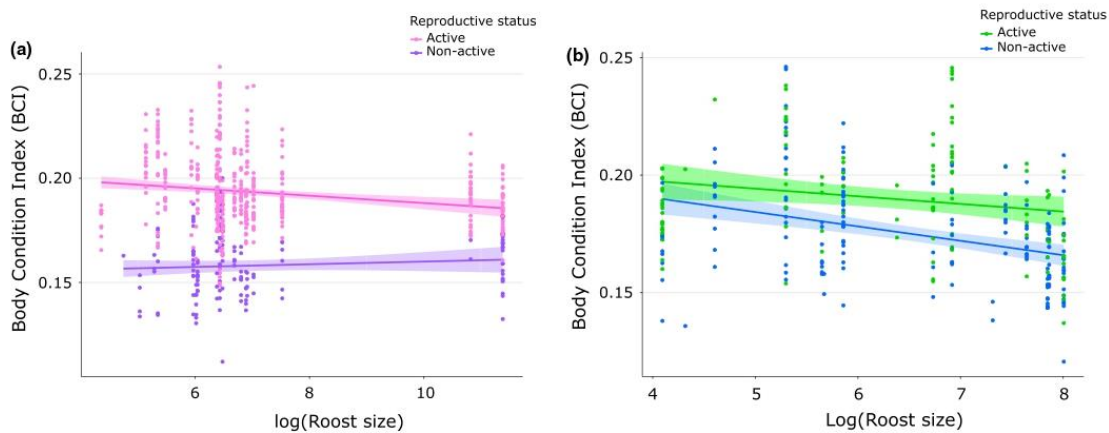 (a)
Reproductive status
Active
Non-active
Body Condition Index (BCI)
0.25
0.20
0.15
6
8
10
log(Roost size)
(b)
Reproductive status
Active
Non-active
Body Condition Index (BCI)
0.25
0.20
0.15
4
5
6
7
8
Log(Roost size)